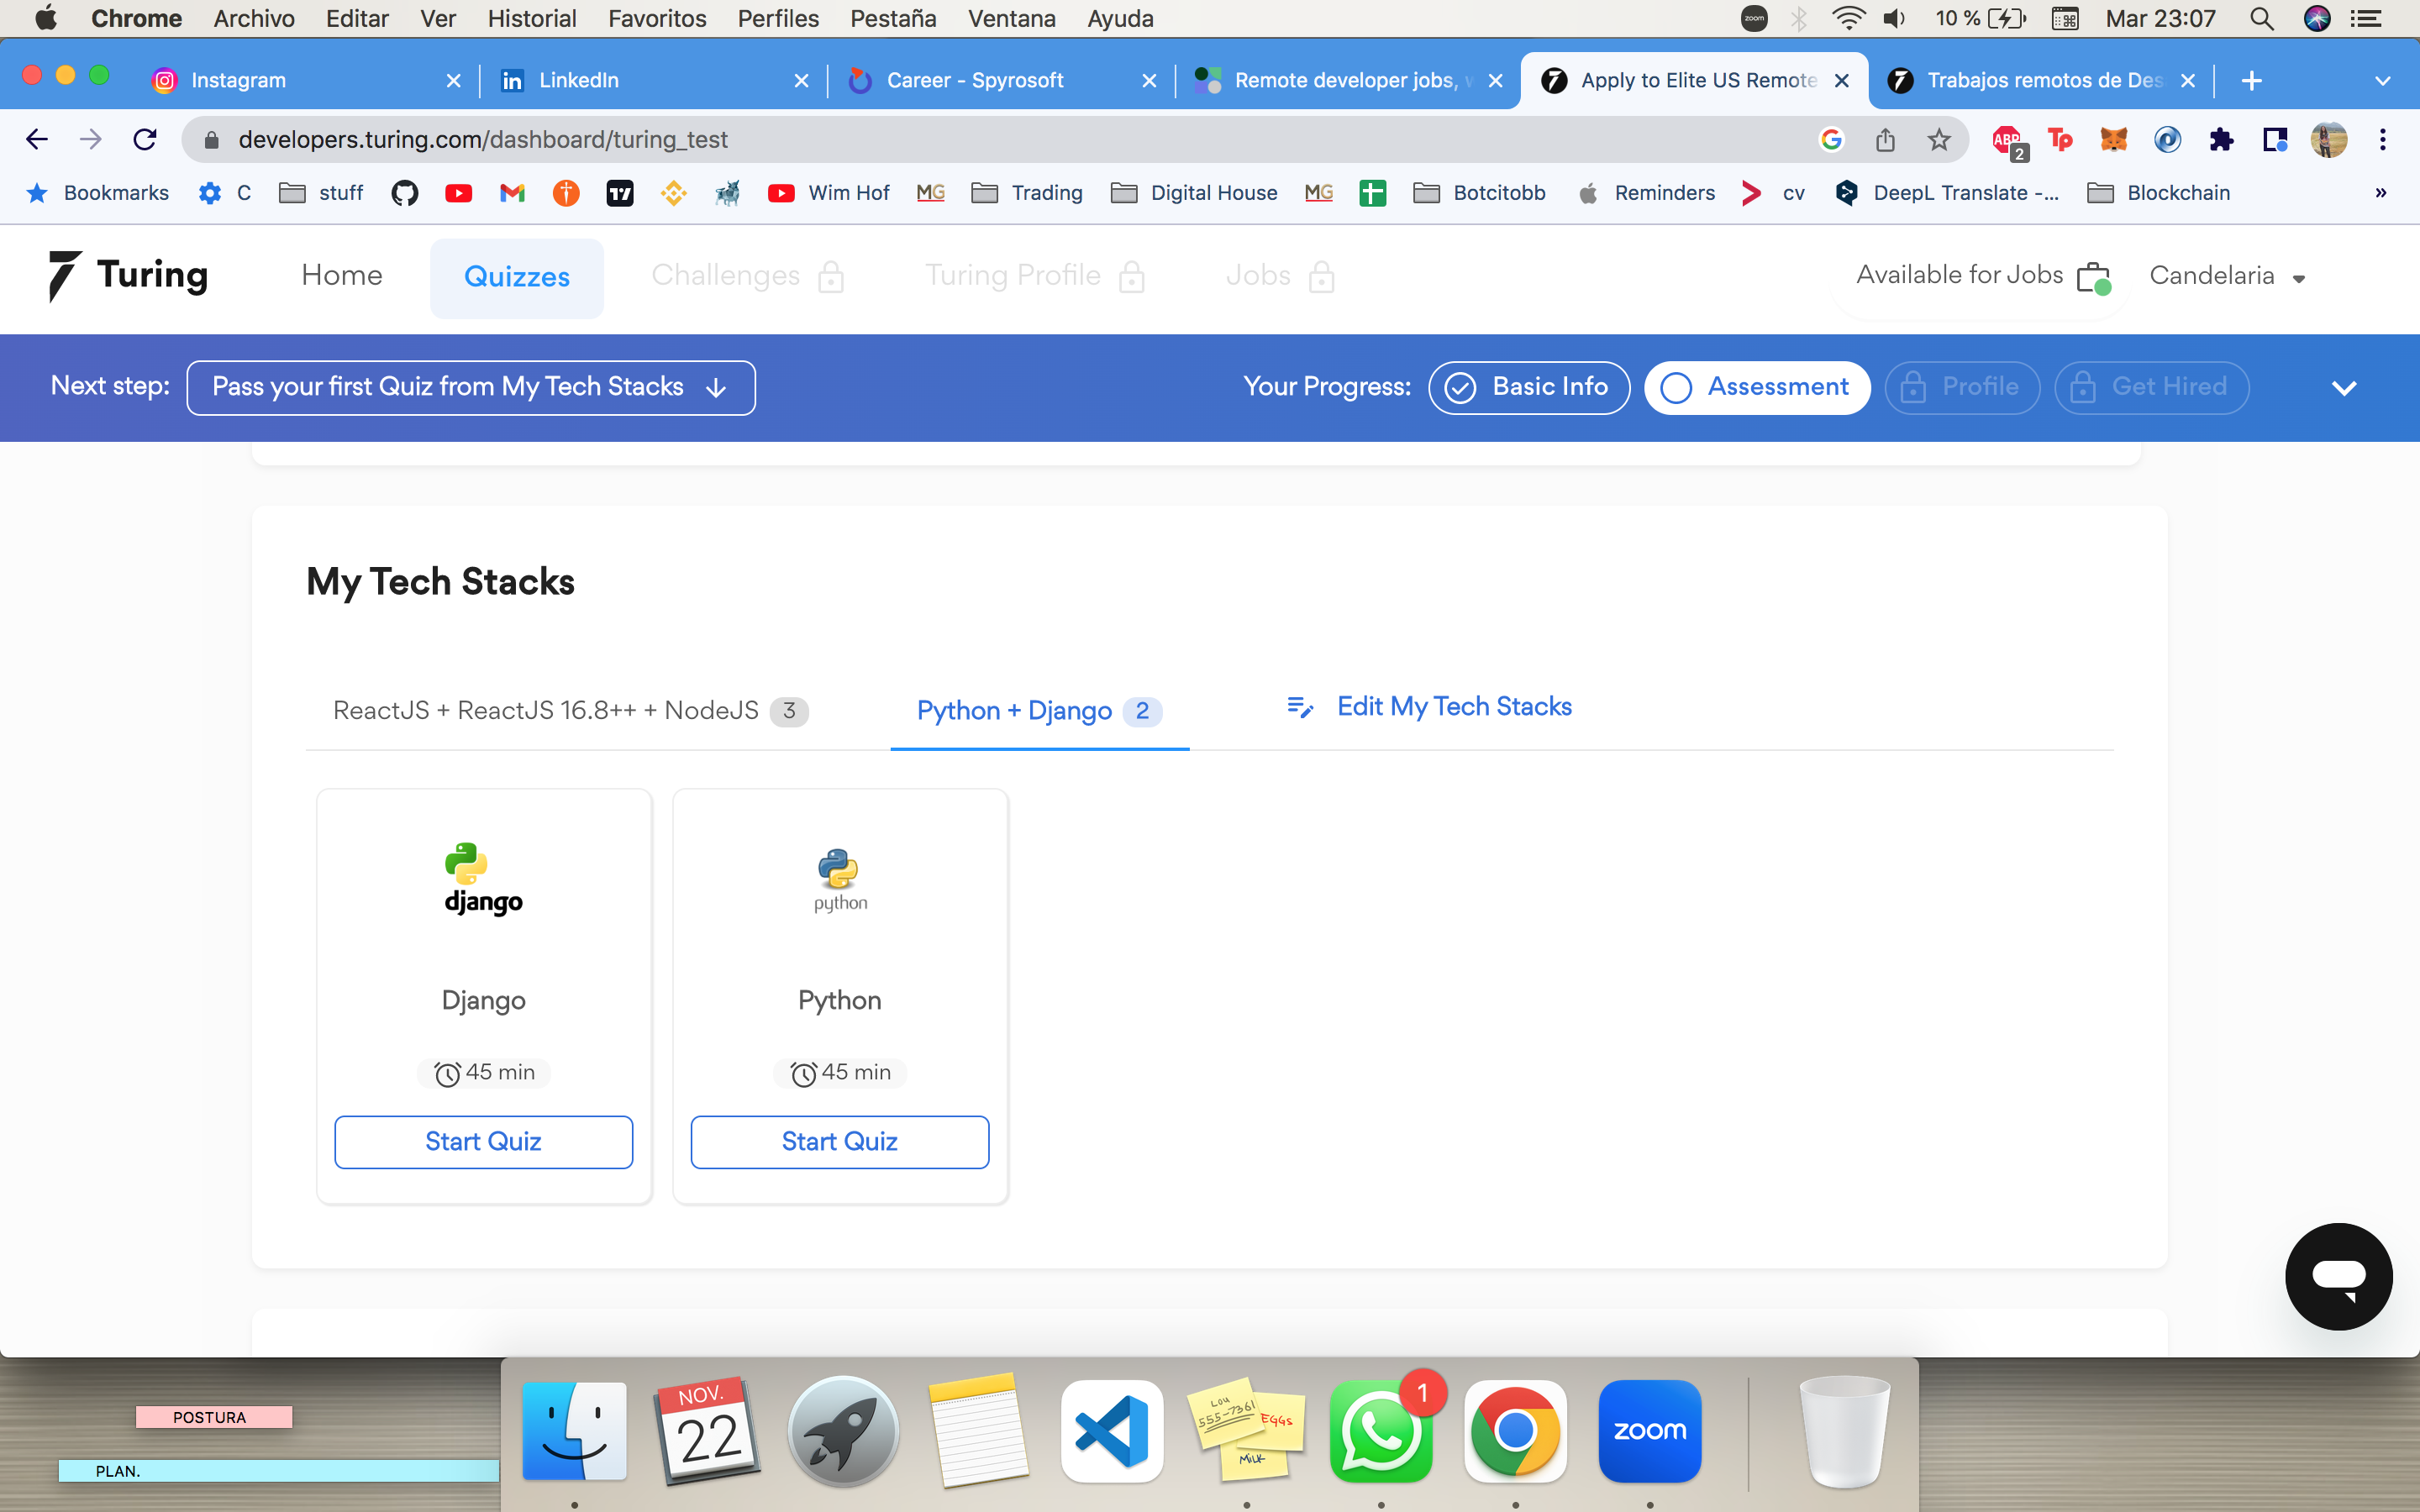 Chrome Archivo Editar Ver Historial Favoritos Perfiles Pestaña Ventana Ayuda zoom 10 % Mar 23:07
Instagram LinkedIn Career - Spyrosoft Remote developer jobs, Apply to Elite US Remote Trabajos remotos de Des
developers.turing.com/dashboard/turing_test ABP 2 Tp
Bookmarks C stuff Wim Hof MG Trading Digital House MG Botcitobb Reminders cv DeepL Translate -... Blockchain »
Turing Home Quizzes Challenges Turing Profile Jobs Available for Jobs Candelaria
Next step: Pass your first Quiz from My Tech Stacks Your Progress: Basic Info Assessment Profile Get Hired
My Tech Stacks
ReactJS + ReactJS 16.8++ + NodeJS 3 Python + Django 2 Edit My Tech Stacks
django python
Django Python
45 min 45 min
Start Quiz Start Quiz
POSTURA
PLAN.
NOV.
22
LOU
555-7361
EGGS
MILK
1
zoom